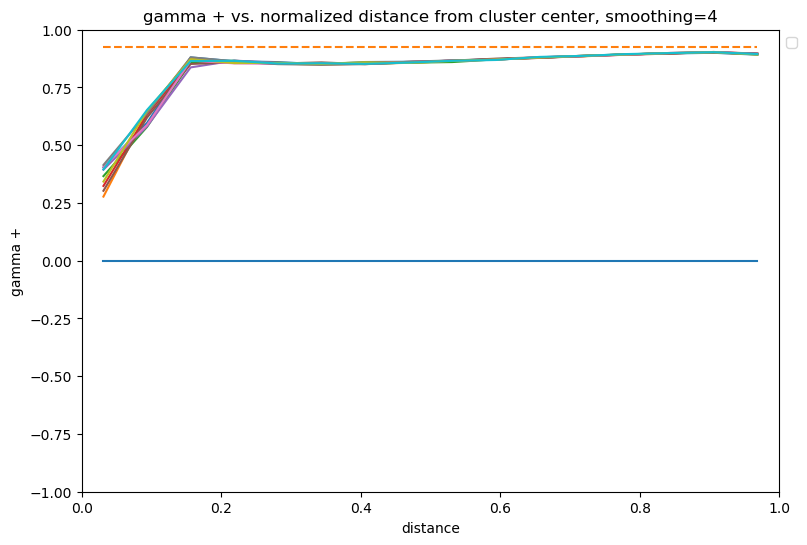 gamma + vs. normalized distance from cluster center, smoothing=4
1.00
0.75
0.50
0.25
0.00
−0.25
−0.50
−0.75
−1.00
gamma +
0.0 0.2 0.4 0.6 0.8 1.0
distance